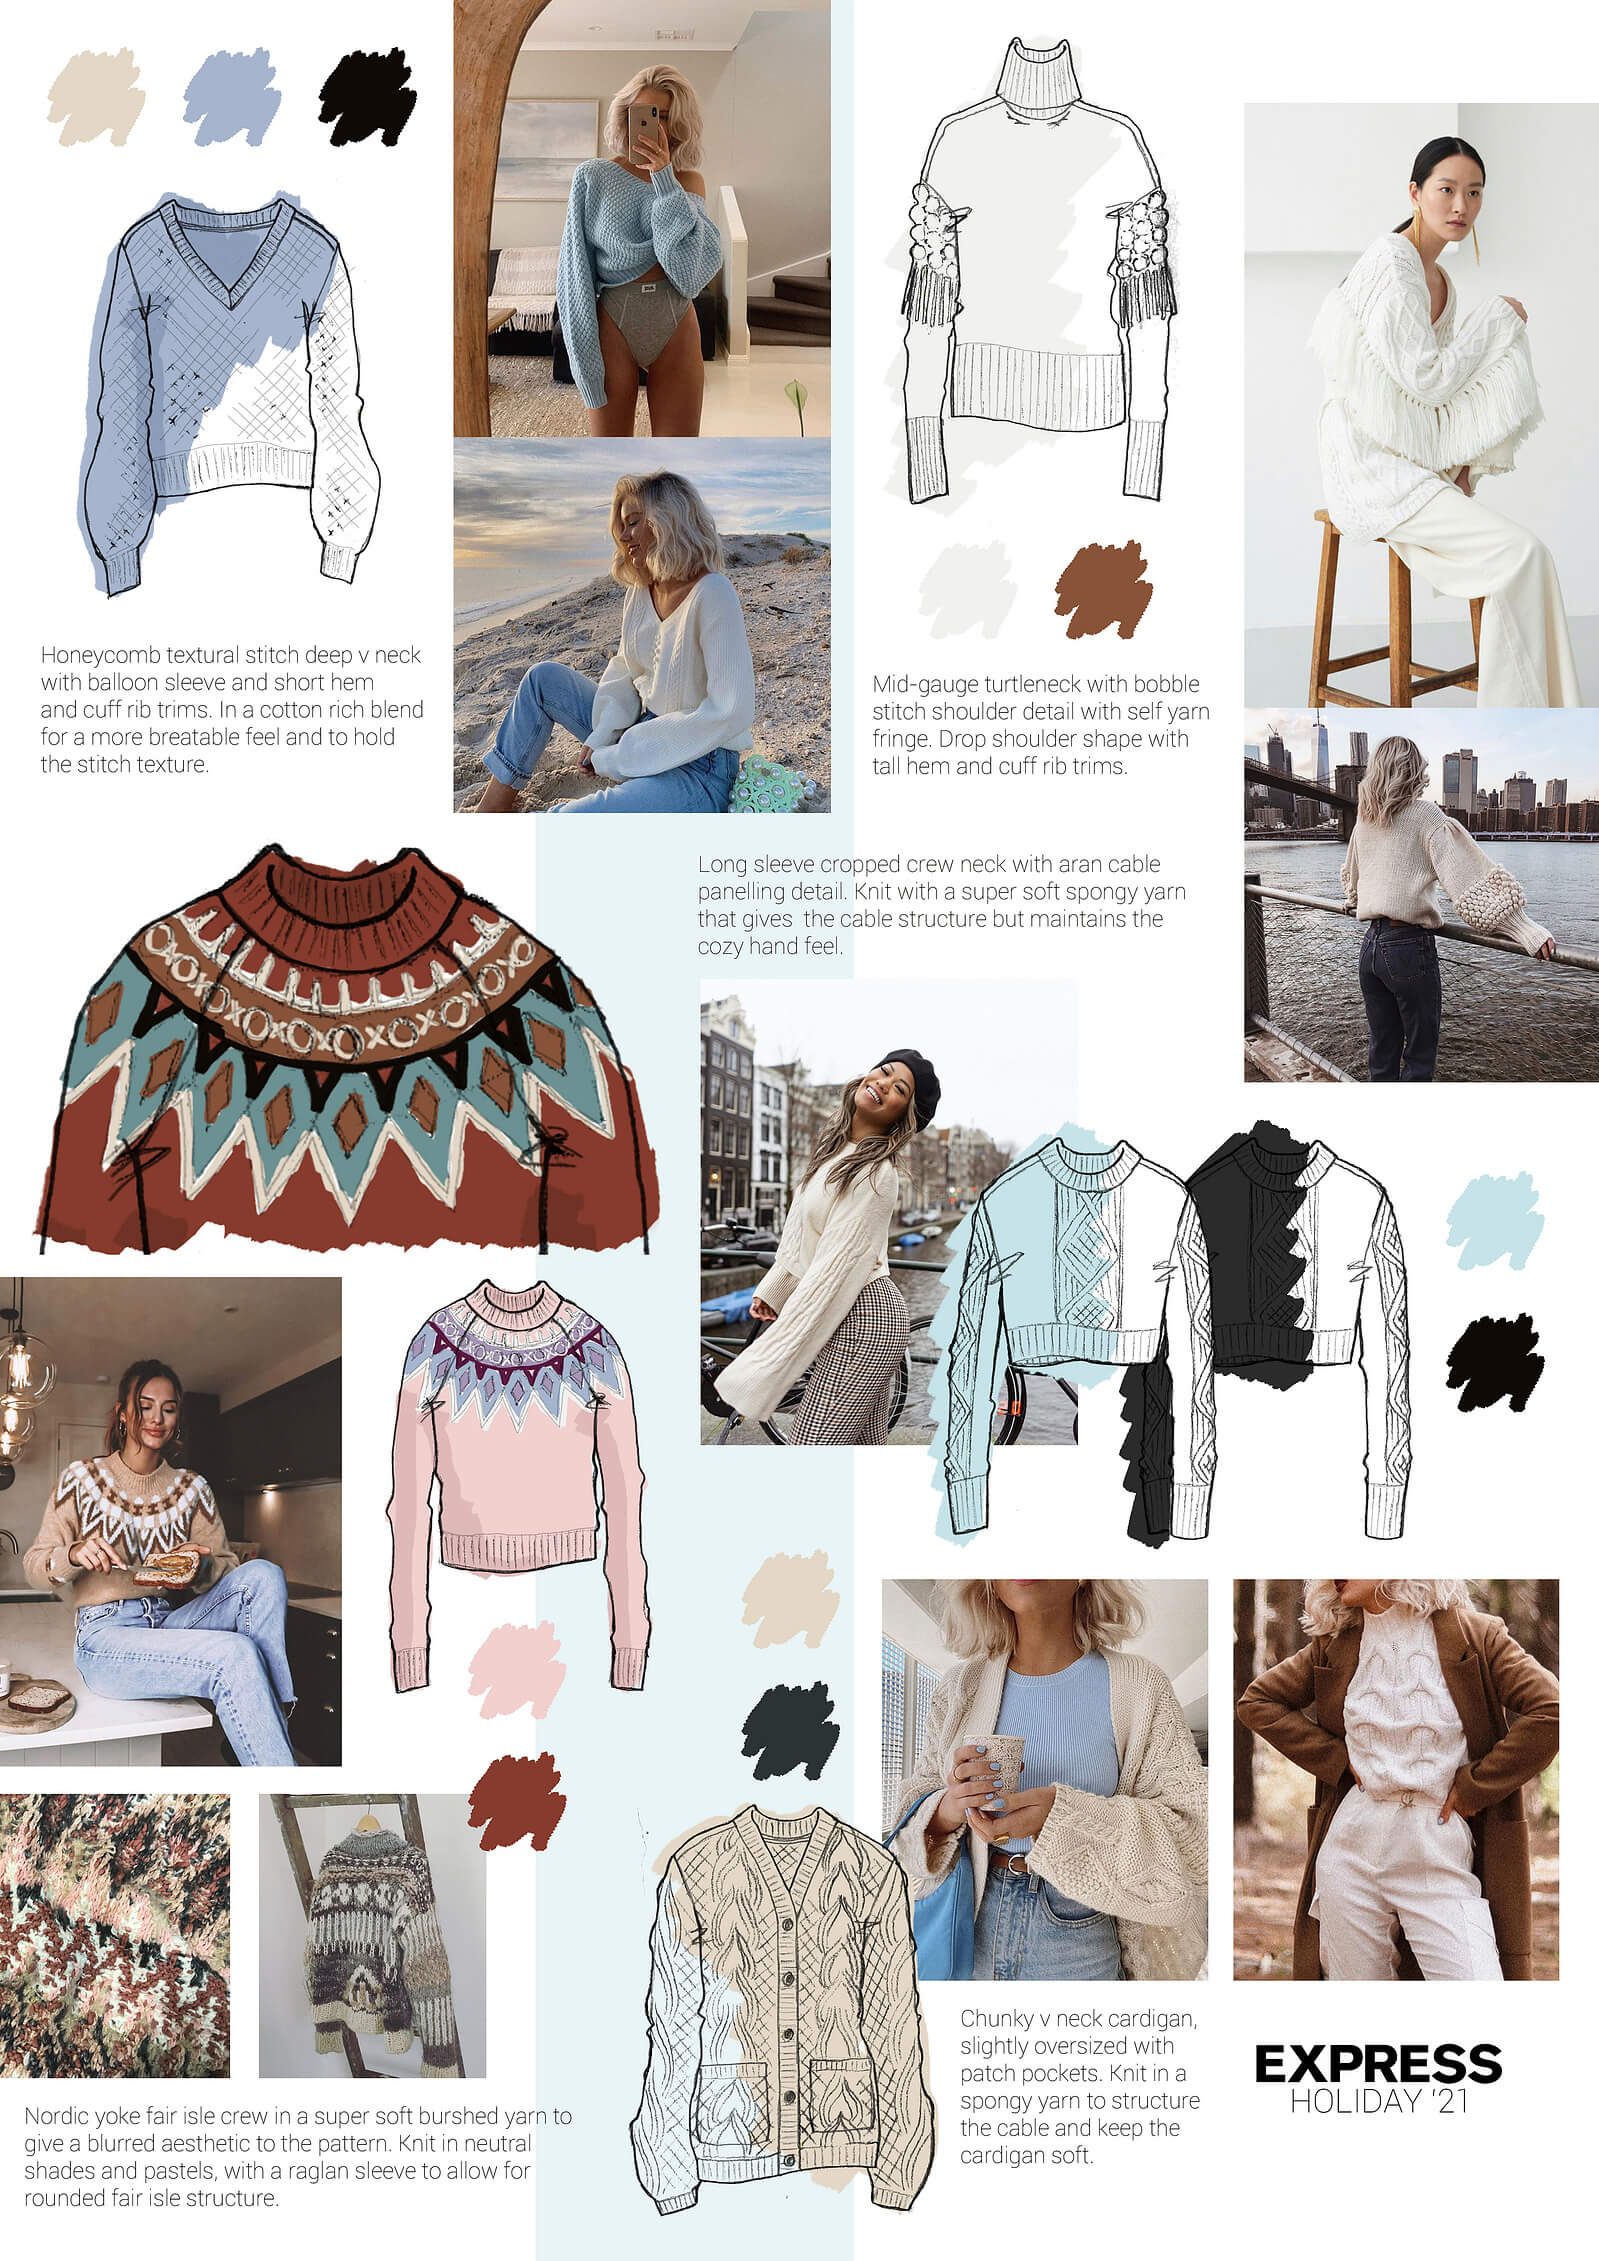 Honeycomb textural stitch deep v neck
with balloon sleeve and short hem
and cuff rib trims. In a cotton rich blend
for a more breatable feel and to hold
the stitch texture.
Mid-gauge turtleneck with bobble
stitch shoulder detail with self yarn
fringe. Drop shoulder shape with
tall hem and cuff rib trims.
Long sleeve cropped crew neck with aran cable
panelling detail. Knit with a super soft spongy yarn
that gives  the cable structure but maintains the
cozy hand feel.
Chunky v neck cardigan,
slightly oversized with
patch pockets. Knit in a
spongy yarn to structure
the cable and keep the
cardigan soft.
EXPRESS
HOLIDAY '21
Nordic yoke fair isle crew in a super soft burshed yarn to
give a blurred aesthetic to the pattern. Knit in neutral
shades and pastels, with a raglan sleeve to allow for
rounded fair isle structure.